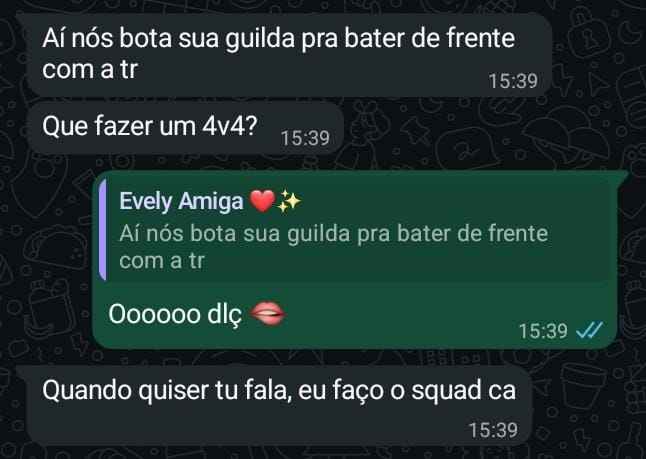 Aí nós bota sua guilda pra bater de frente
com a tr
15:39
Que fazer um 4v4?
15:39
Evely Amiga ❤️✨
Aí nós bota sua guilda pra bater de frente
com a tr
Oooooo dlç 🫦
15:39
Quando quiser tu fala, eu faço o squad ca
15:39